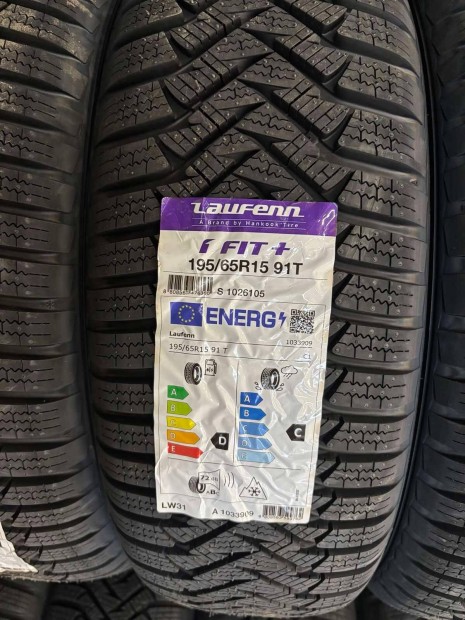 Laufenn
A Brand by Hankook Tire
i FIT+
195/65R15 91T
S 1026105
ENERG
Laufenn
1033909
195/65R15 91 T
C1
A
B
C
D
E
D
A
B
C
D
E
C
72 dB
LW31
A 1033909